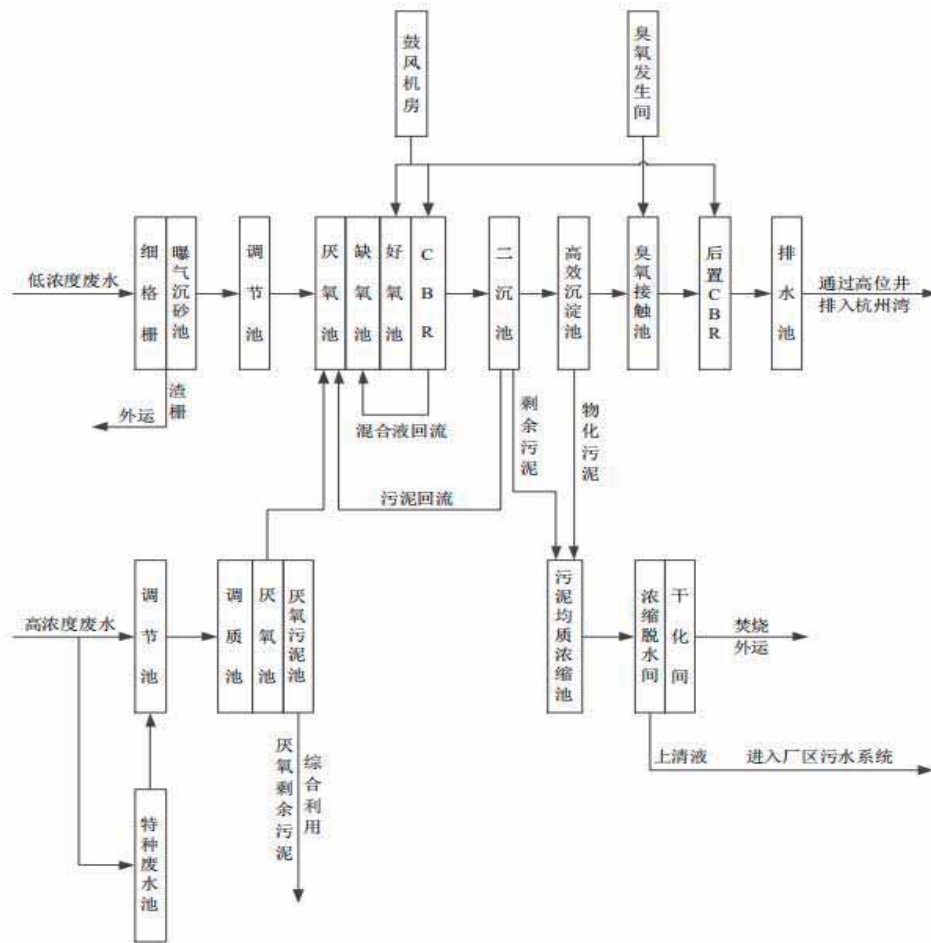 鼓风机房
臭氧发生间
低浓度废水
细格栅
曝气沉砂池
调节池
厌氧池
缺氧池
好氧池
CBR
二沉池
高效沉淀池
臭氧接触池
后置CBR
排水池
通过高位井
排入杭州湾
渣栅
外运
混合液回流
污泥回流
剩余污泥
物化污泥
高浓度废水
调节池
调质池
厌氧池
厌氧污泥池
污泥均质浓缩池
浓缩脱水间
干化间
焚烧
外运
上清液
进入厂区污水系统
厌氧剩余污泥
综合利用
特种废水池